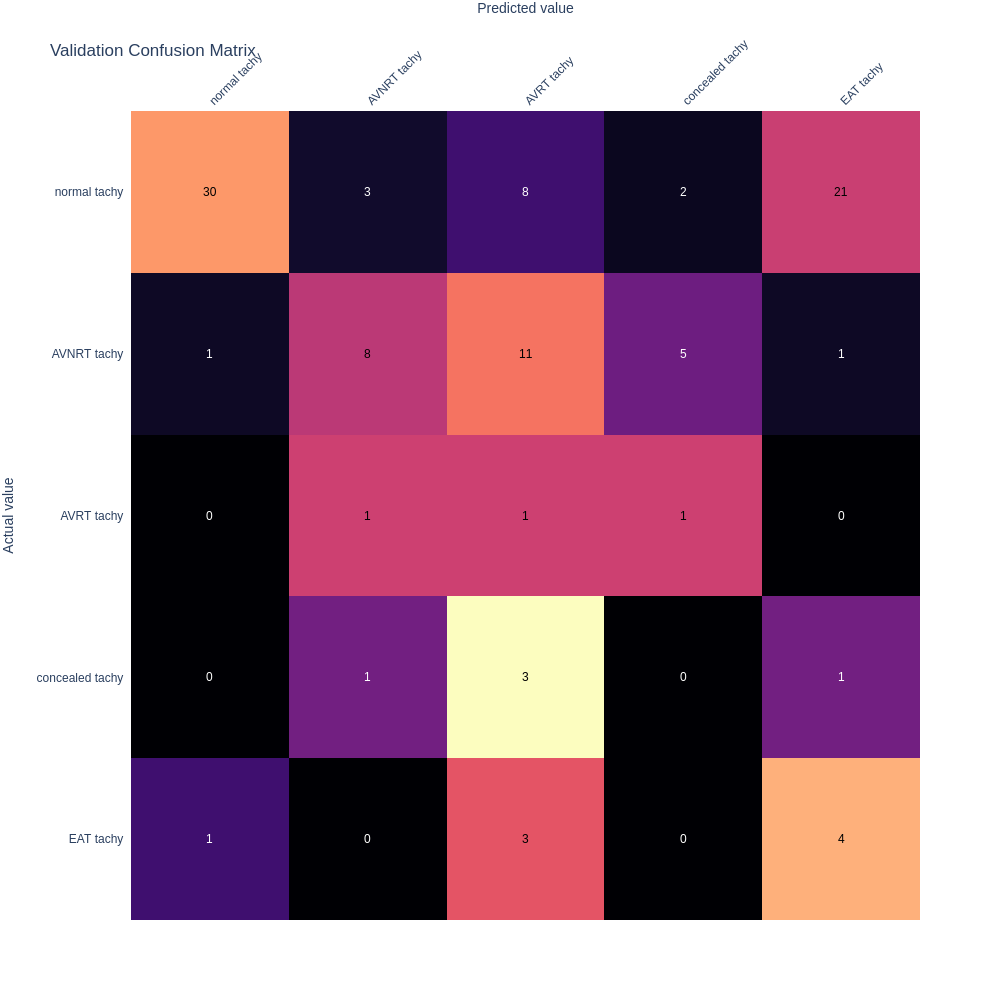 Predicted value
Validation Confusion Matrix
normal tachy AVNRT tachy AVRT tachy concealed tachy EAT tachy
normal tachy 30 3 8 2 21
AVNRT tachy 1 8 11 5 1
AVRT tachy 0 1 1 1 0
Actual value
concealed tachy 0 1 3 0 1
EAT tachy 1 0 3 0 4